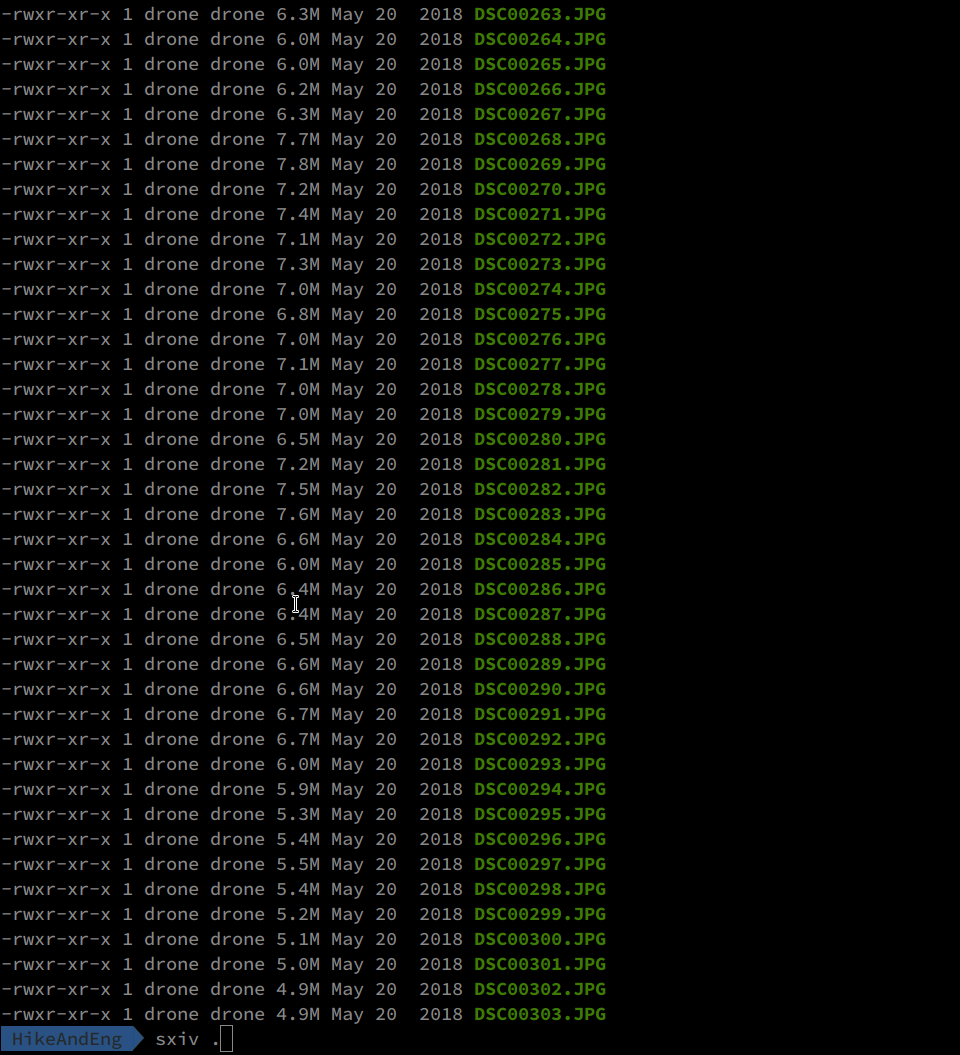 -rwxr-xr-x 1 drone drone 6.3M May 20  2018 DSC00263.JPG
-rwxr-xr-x 1 drone drone 6.0M May 20  2018 DSC00264.JPG
-rwxr-xr-x 1 drone drone 6.0M May 20  2018 DSC00265.JPG
-rwxr-xr-x 1 drone drone 6.2M May 20  2018 DSC00266.JPG
-rwxr-xr-x 1 drone drone 6.3M May 20  2018 DSC00267.JPG
-rwxr-xr-x 1 drone drone 7.7M May 20  2018 DSC00268.JPG
-rwxr-xr-x 1 drone drone 7.8M May 20  2018 DSC00269.JPG
-rwxr-xr-x 1 drone drone 7.2M May 20  2018 DSC00270.JPG
-rwxr-xr-x 1 drone drone 7.4M May 20  2018 DSC00271.JPG
-rwxr-xr-x 1 drone drone 7.1M May 20  2018 DSC00272.JPG
-rwxr-xr-x 1 drone drone 7.3M May 20  2018 DSC00273.JPG
-rwxr-xr-x 1 drone drone 7.0M May 20  2018 DSC00274.JPG
-rwxr-xr-x 1 drone drone 6.8M May 20  2018 DSC00275.JPG
-rwxr-xr-x 1 drone drone 7.0M May 20  2018 DSC00276.JPG
-rwxr-xr-x 1 drone drone 7.1M May 20  2018 DSC00277.JPG
-rwxr-xr-x 1 drone drone 7.0M May 20  2018 DSC00278.JPG
-rwxr-xr-x 1 drone drone 7.0M May 20  2018 DSC00279.JPG
-rwxr-xr-x 1 drone drone 6.5M May 20  2018 DSC00280.JPG
-rwxr-xr-x 1 drone drone 7.2M May 20  2018 DSC00281.JPG
-rwxr-xr-x 1 drone drone 7.5M May 20  2018 DSC00282.JPG
-rwxr-xr-x 1 drone drone 7.6M May 20  2018 DSC00283.JPG
-rwxr-xr-x 1 drone drone 6.6M May 20  2018 DSC00284.JPG
-rwxr-xr-x 1 drone drone 6.0M May 20  2018 DSC00285.JPG
-rwxr-xr-x 1 drone drone 6.4M May 20  2018 DSC00286.JPG
-rwxr-xr-x 1 drone drone 6.4M May 20  2018 DSC00287.JPG
-rwxr-xr-x 1 drone drone 6.5M May 20  2018 DSC00288.JPG
-rwxr-xr-x 1 drone drone 6.6M May 20  2018 DSC00289.JPG
-rwxr-xr-x 1 drone drone 6.6M May 20  2018 DSC00290.JPG
-rwxr-xr-x 1 drone drone 6.7M May 20  2018 DSC00291.JPG
-rwxr-xr-x 1 drone drone 6.7M May 20  2018 DSC00292.JPG
-rwxr-xr-x 1 drone drone 6.0M May 20  2018 DSC00293.JPG
-rwxr-xr-x 1 drone drone 5.9M May 20  2018 DSC00294.JPG
-rwxr-xr-x 1 drone drone 5.3M May 20  2018 DSC00295.JPG
-rwxr-xr-x 1 drone drone 5.4M May 20  2018 DSC00296.JPG
-rwxr-xr-x 1 drone drone 5.5M May 20  2018 DSC00297.JPG
-rwxr-xr-x 1 drone drone 5.4M May 20  2018 DSC00298.JPG
-rwxr-xr-x 1 drone drone 5.2M May 20  2018 DSC00299.JPG
-rwxr-xr-x 1 drone drone 5.1M May 20  2018 DSC00300.JPG
-rwxr-xr-x 1 drone drone 5.0M May 20  2018 DSC00301.JPG
-rwxr-xr-x 1 drone drone 4.9M May 20  2018 DSC00302.JPG
-rwxr-xr-x 1 drone drone 4.9M May 20  2018 DSC00303.JPG
HikeAndEng sxiv .